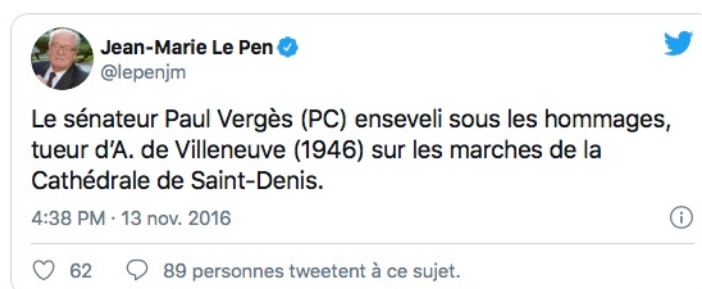 Jean-Marie Le Pen
@lepenjm
Le sénateur Paul Vergès (PC) enseveli sous les hommages,
tueur d'A. de Villeneuve (1946) sur les marches de la
Cathédrale de Saint-Denis.
4:38 PM · 13 nov. 2016
62 89 personnes tweetent à ce sujet.